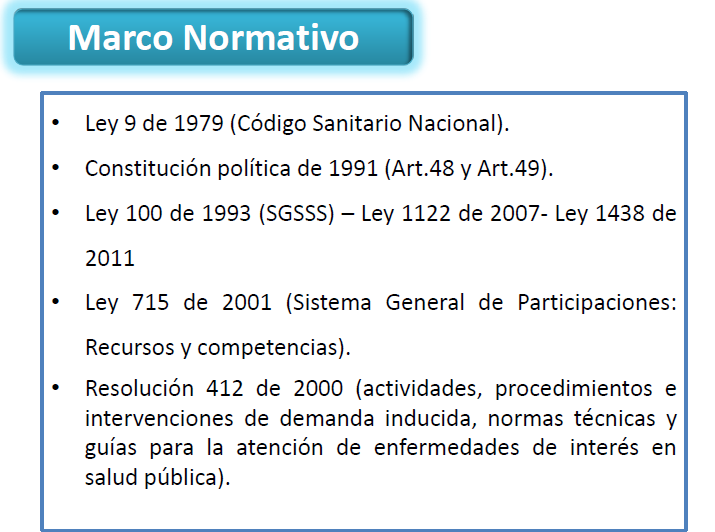 Marco Normativo
• Ley 9 de 1979 (Código Sanitario Nacional).
• Constitución política de 1991 (Art.48 y Art.49).
• Ley 100 de 1993 (SGSSS) – Ley 1122 de 2007- Ley 1438 de
2011
• Ley 715 de 2001 (Sistema General de Participaciones:
Recursos y competencias).
• Resolución 412 de 2000 (actividades, procedimientos e
intervenciones de demanda inducida, normas técnicas y
guías para la atención de enfermedades de interés en
salud pública).